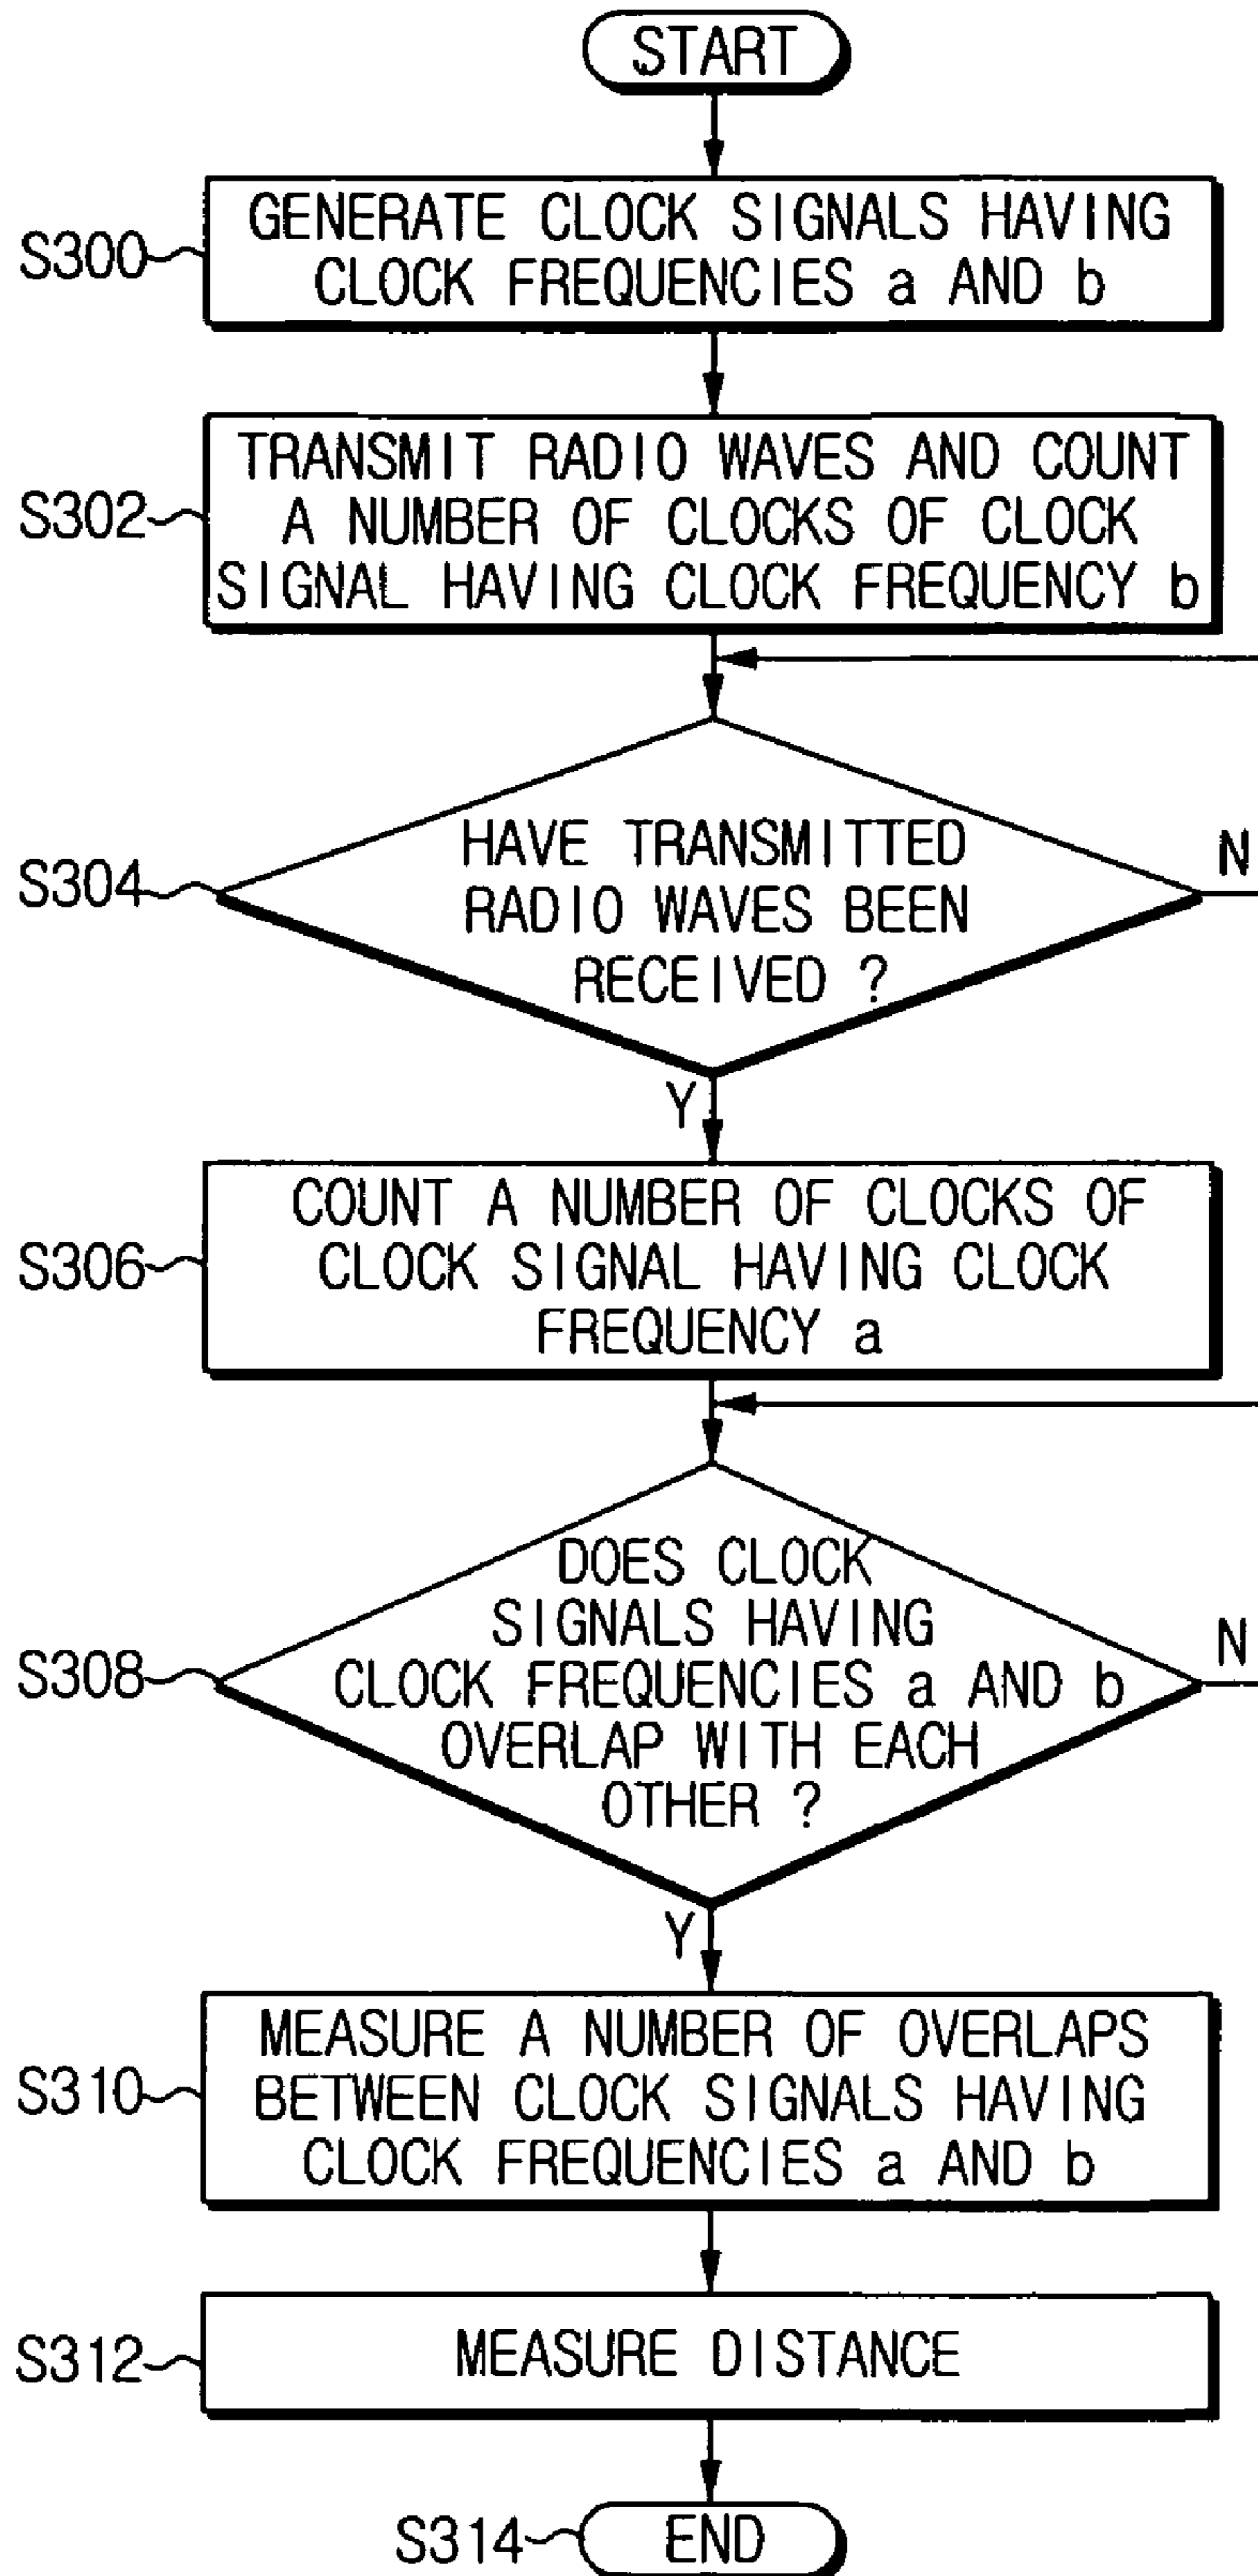 START
S300
GENERATE CLOCK SIGNALS HAVING
CLOCK FREQUENCIES a AND b
S302
TRANSMIT RADIO WAVES AND COUNT
A NUMBER OF CLOCKS OF CLOCK
SIGNAL HAVING CLOCK FREQUENCY b
S304
HAVE TRANSMITTED
RADIO WAVES BEEN
RECEIVED ?
N
Y
S306
COUNT A NUMBER OF CLOCKS OF
CLOCK SIGNAL HAVING CLOCK
FREQUENCY a
S308
DOES CLOCK
SIGNALS HAVING
CLOCK FREQUENCIES a AND b
OVERLAP WITH EACH
OTHER ?
N
Y
S310
MEASURE A NUMBER OF OVERLAPS
BETWEEN CLOCK SIGNALS HAVING
CLOCK FREQUENCIES a AND b
S312
MEASURE DISTANCE
S314
END